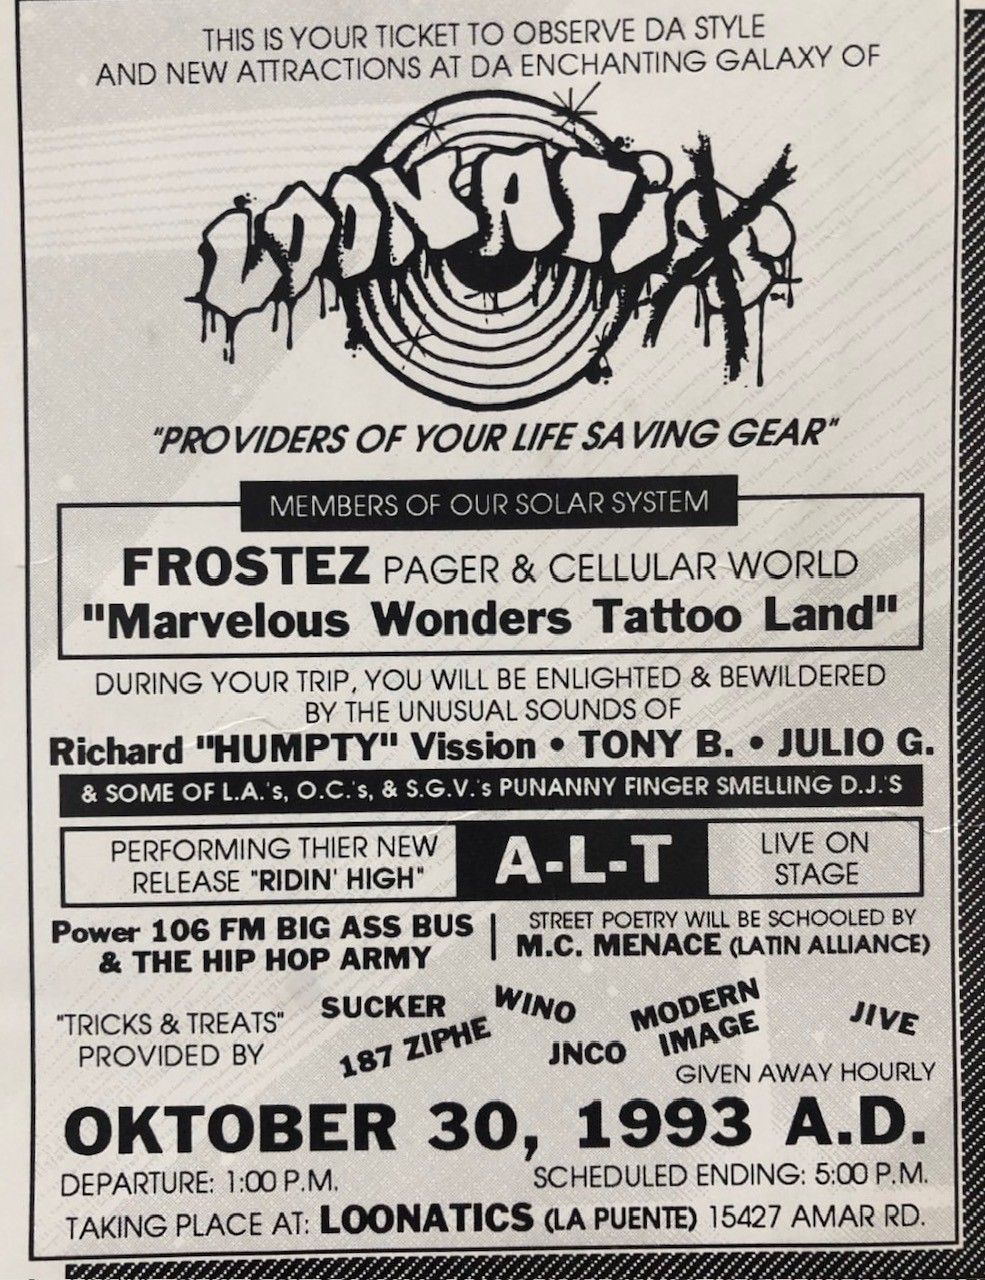 THIS IS YOUR TICKET TO OBSERVE DA STYLE
AND NEW ATTRACTIONS AT DA ENCHANTING GALAXY OF
LOONATIX
"PROVIDERS OF YOUR LIFE SAVING GEAR"
MEMBERS OF OUR SOLAR SYSTEM
FROSTEZ PAGER & CELLULAR WORLD
"Marvelous Wonders Tattoo Land"
DURING YOUR TRIP, YOU WILL BE ENLIGHTED & BEWILDERED
BY THE UNUSUAL SOUNDS OF
Richard "HUMPTY" Vission • TONY B. • JULIO G.
& SOME OF L.A.'s, O.C.'s, & S.G.V.'s PUNANNY FINGER SMELLING D.J.'S
PERFORMING THIER NEW
RELEASE "RIDIN' HIGH"
A-L-T
LIVE ON
STAGE
Power 106 FM BIG ASS BUS
& THE HIP HOP ARMY
STREET POETRY WILL BE SCHOOLED BY
M.C. MENACE (LATIN ALLIANCE)
"TRICKS & TREATS"
PROVIDED BY
SUCKER
187 ZIPHE
WINO
JNCO
MODERN
IMAGE
JIVE
GIVEN AWAY HOURLY
OKTOBER 30, 1993 A.D.
DEPARTURE: 1:00 P.M. SCHEDULED ENDING: 5:00 P.M.
TAKING PLACE AT: LOONATICS (LA PUENTE) 15427 AMAR RD.